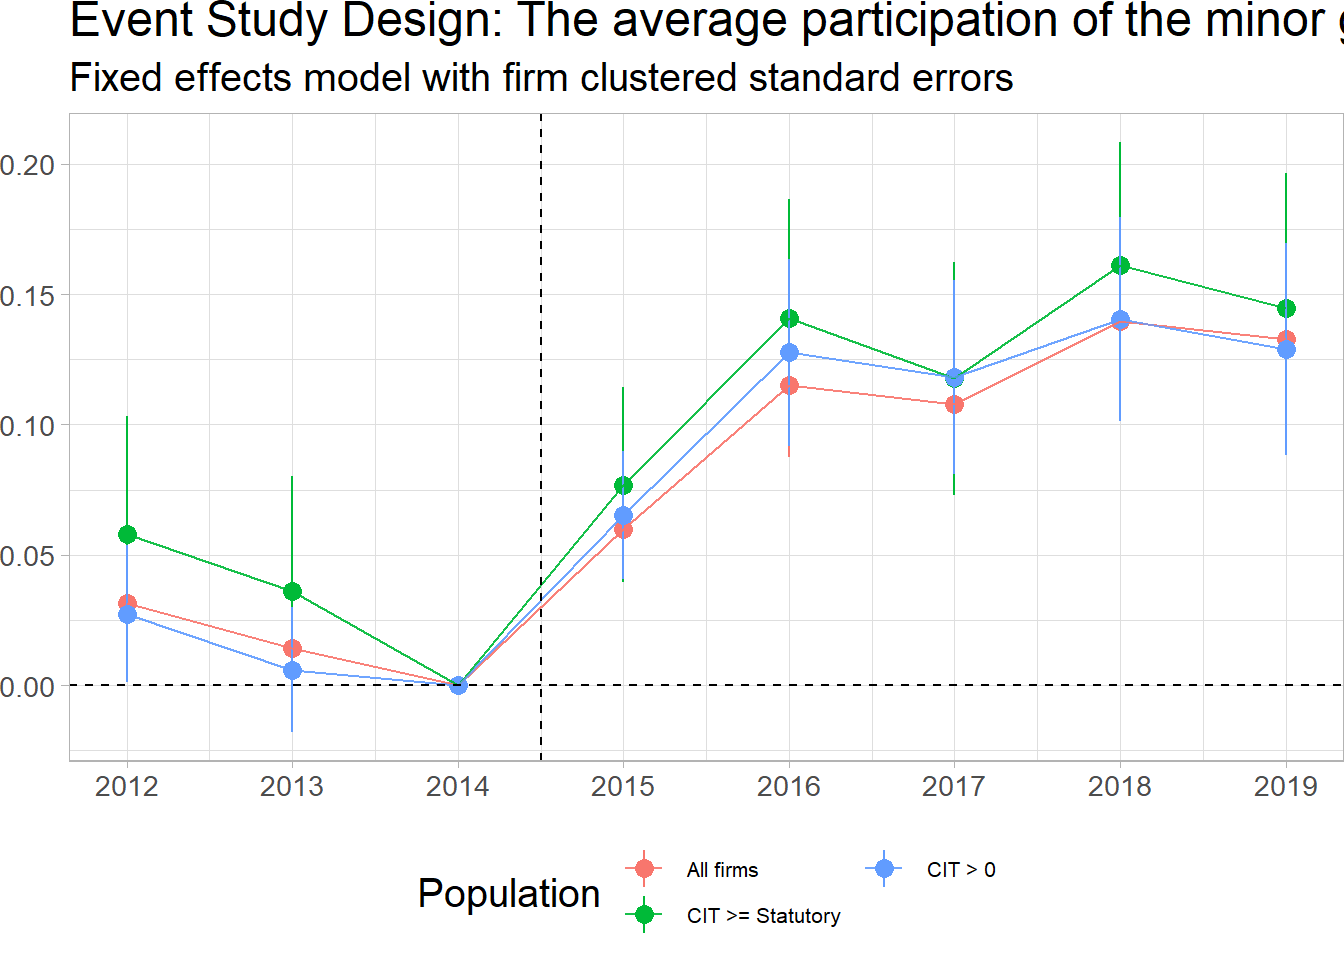 Event Study Design: The average participation of the minor
Fixed effects model with firm clustered standard errors
0.20
0.15
0.10
0.05
0.00
2012 2013 2014 2015 2016 2017 2018 2019
Population
All firms
CIT > 0
CIT >= Statutory